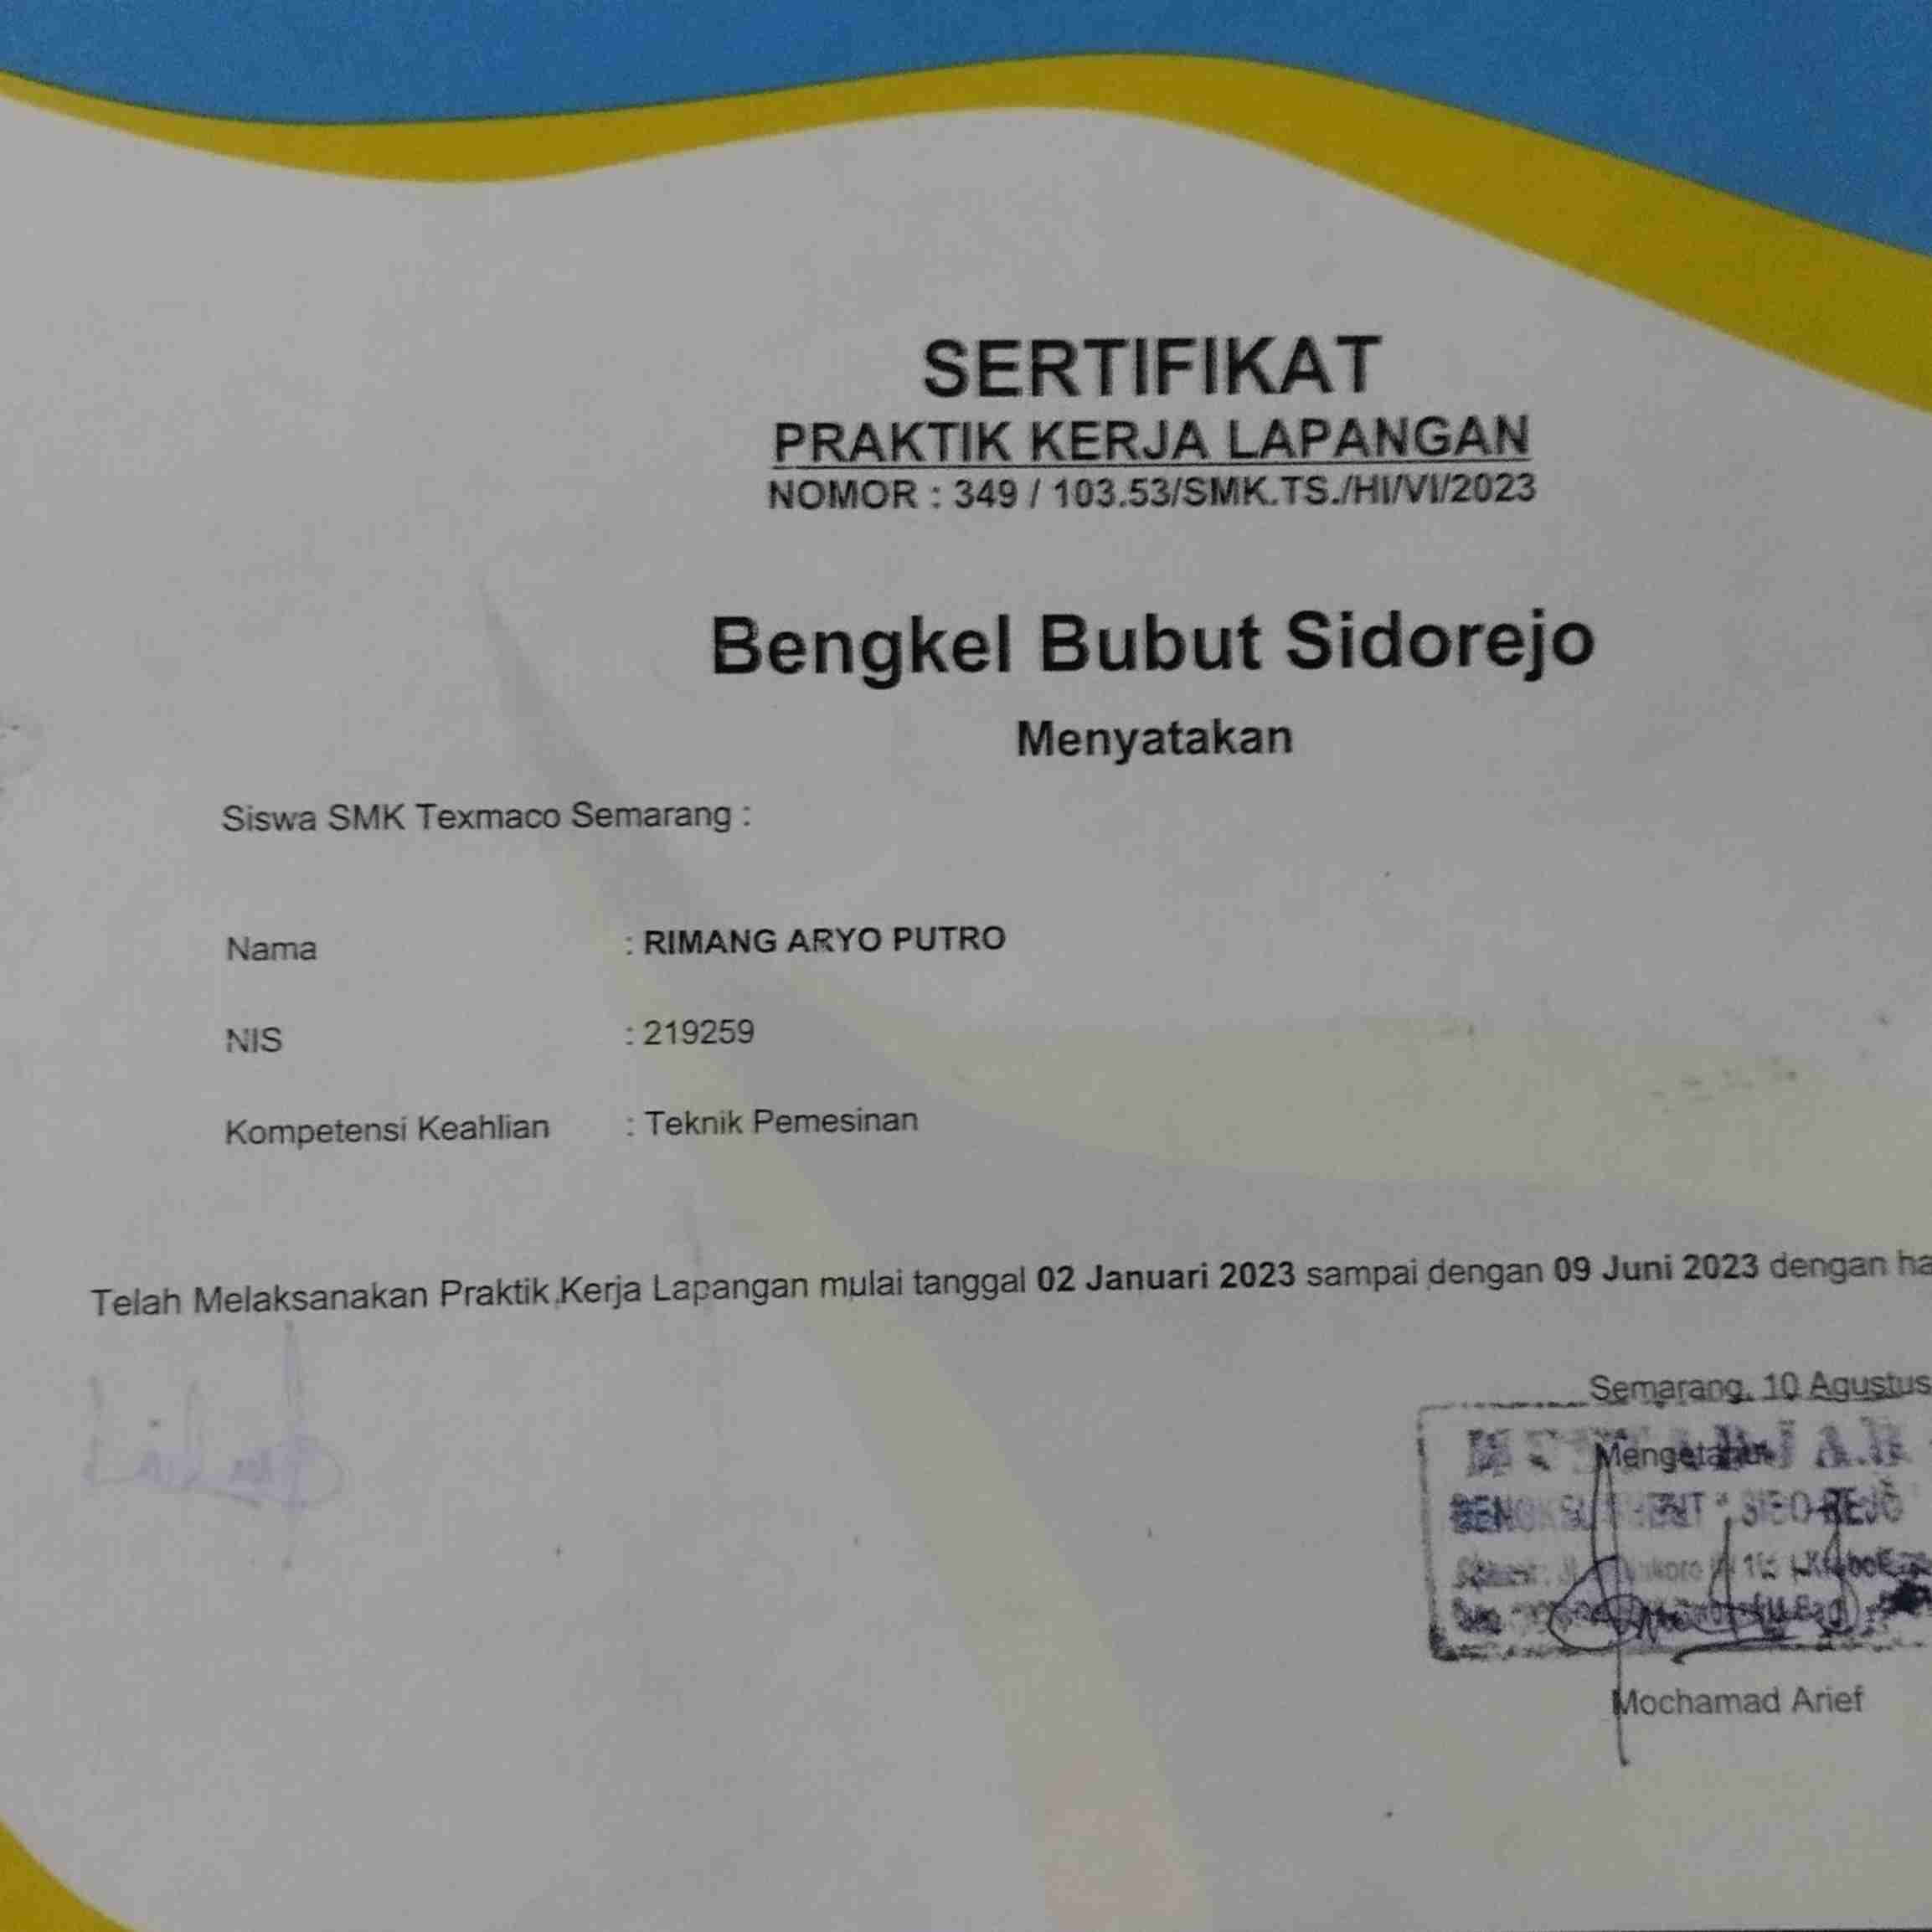 SERTIFIKAT
PRAKTIK KERJA LAPANGAN
NOMOR : 349 / 103.53/SMK.TS./HI/VI/2023
Bengkel Bubut Sidorejo
Menyatakan
Siswa SMK Texmaco Semarang :
Nama : RIMANG ARYO PUTRO
NIS : 219259
Kompetensi Keahlian : Teknik Pemesinan
Telah Melaksanakan Praktik Kerja Lapangan mulai tanggal 02 Januari 2023 sampai dengan 09 Juni 2023 dengan ha
Semarang, 10 Agustus
Mengetahui
Mochamad Arief